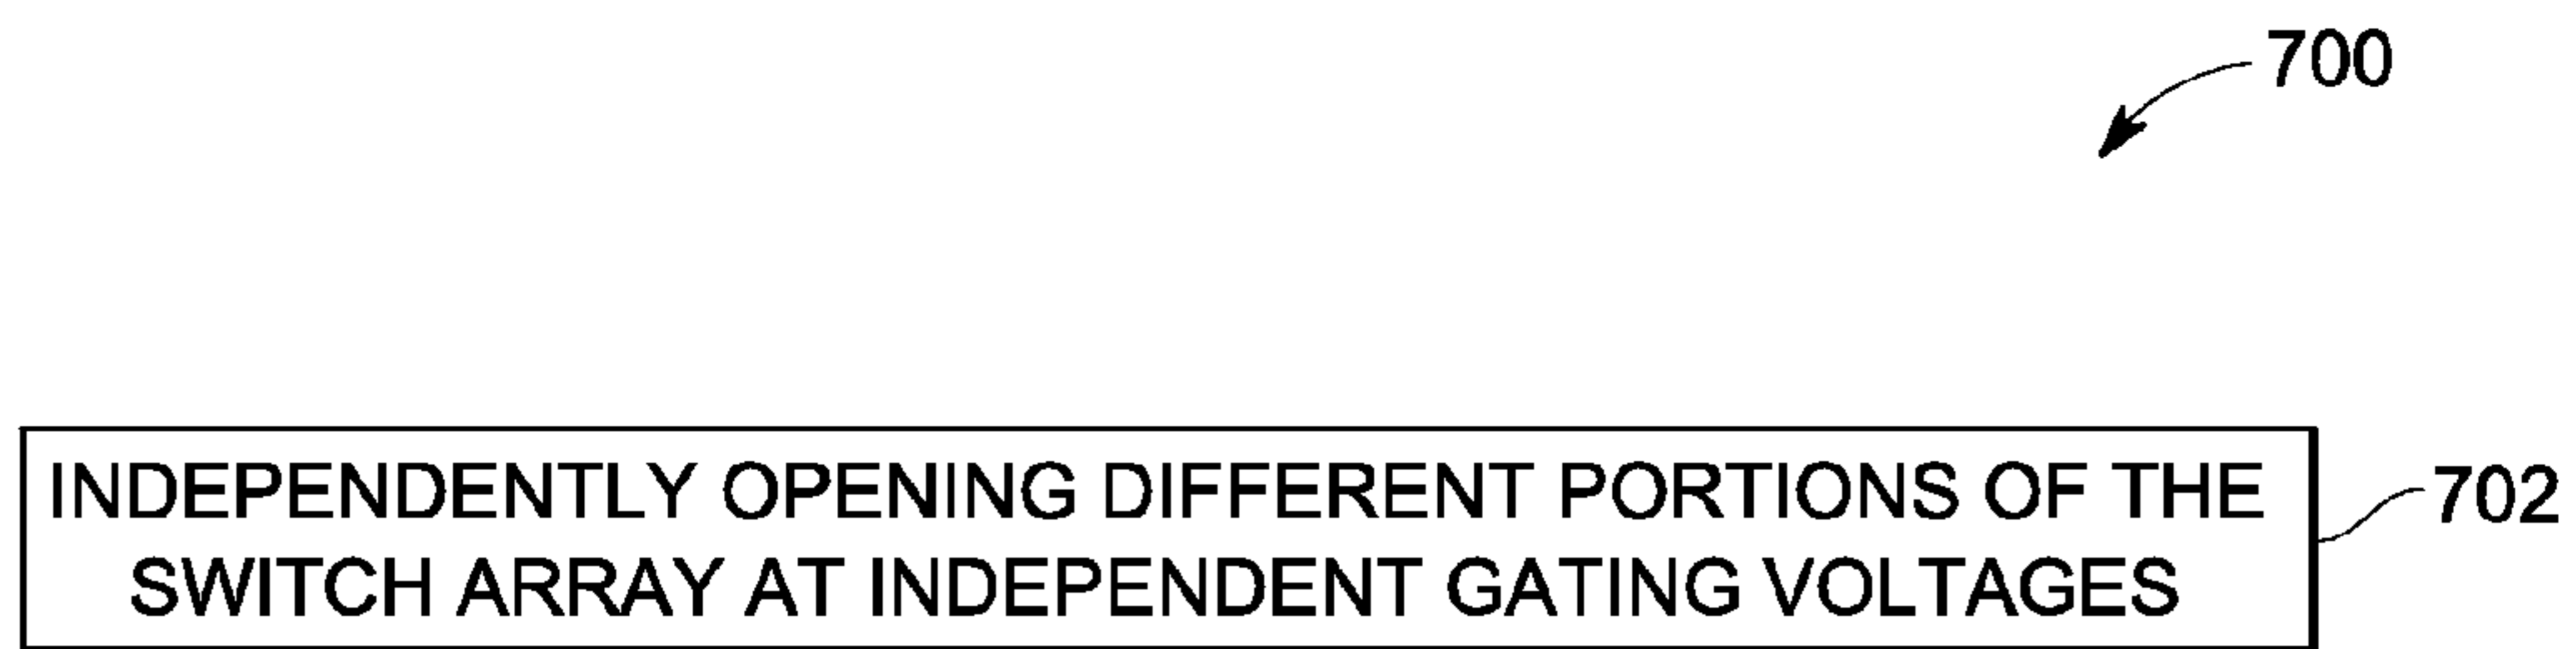 700
INDEPENDENTLY OPENING DIFFERENT PORTIONS OF THE
SWITCH ARRAY AT INDEPENDENT GATING VOLTAGES
702